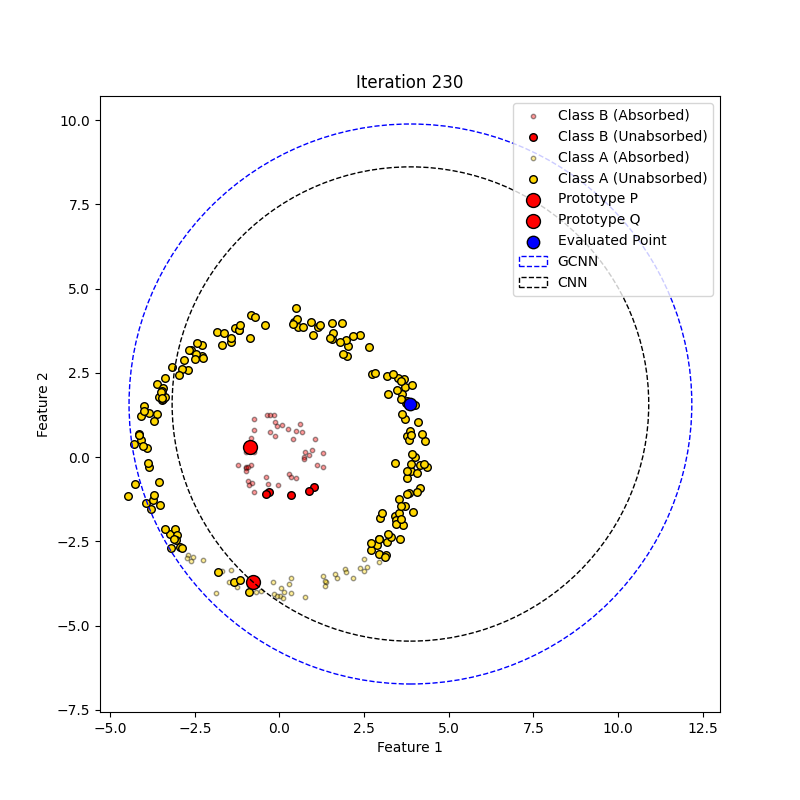 Iteration 230
Class B (Absorbed)
Class B (Unabsorbed)
Class A (Absorbed)
Class A (Unabsorbed)
Prototype P
Prototype Q
Evaluated Point
GCNN
CNN
10.0
7.5
5.0
2.5
0.0
−2.5
−5.0
−7.5
Feature 2
−5.0 −2.5 0.0 2.5 5.0 7.5 10.0 12.5
Feature 1